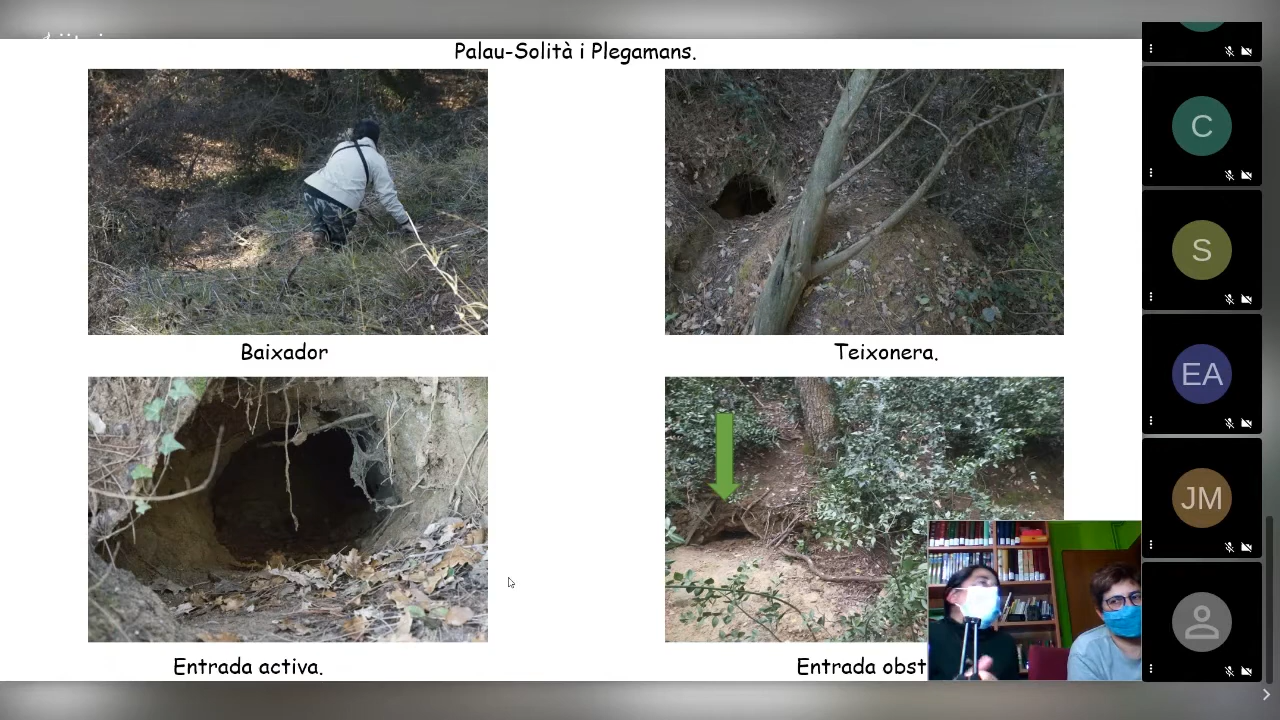 Palau-Solità i Plegamans.
Baixador
Teixonera.
Entrada activa.
Entrada obst
C
S
EA
JM